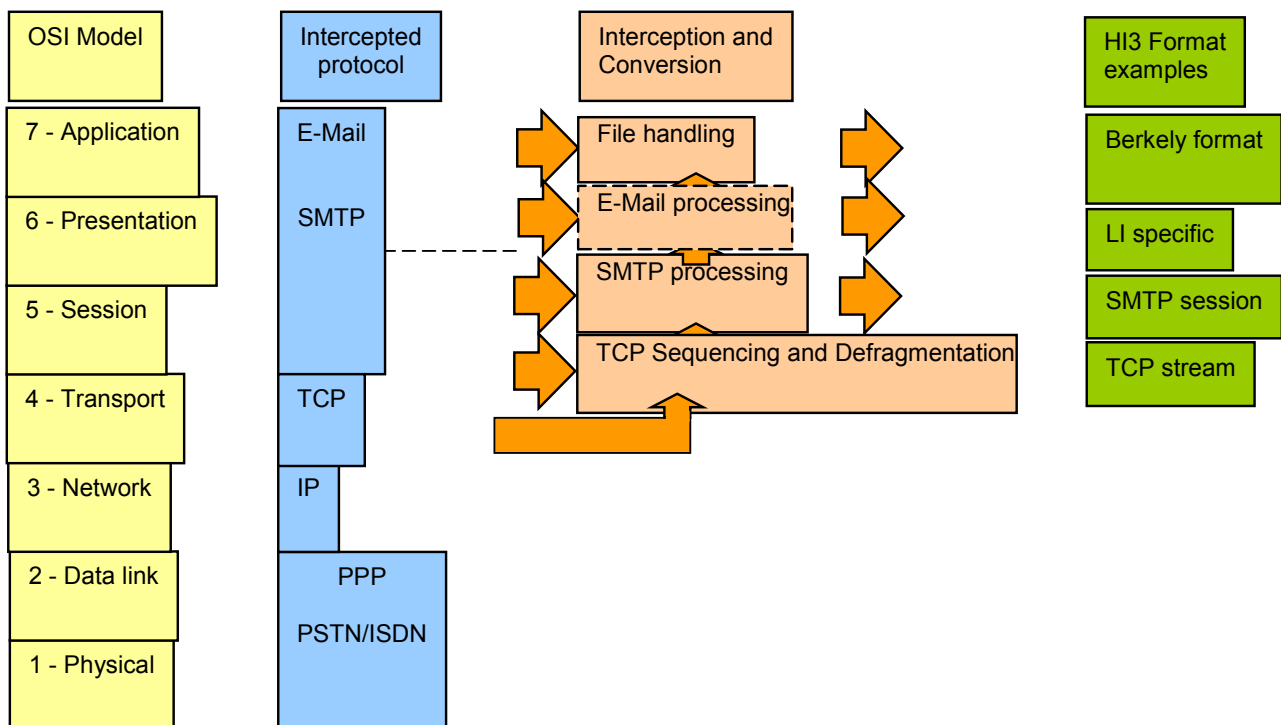 OSI Model
7 - Application
6 - Presentation
5 - Session
4 - Transport
3 - Network
2 - Data link
1 - Physical
Intercepted
protocol
E-Mail
SMTP
TCP
IP
PPP
PSTN/ISDN
Interception and
Conversion
File handling
E-Mail processing
SMTP processing
TCP Sequencing and Defragmentation
HI3 Format
examples
Berkely format
LI specific
SMTP session
TCP stream